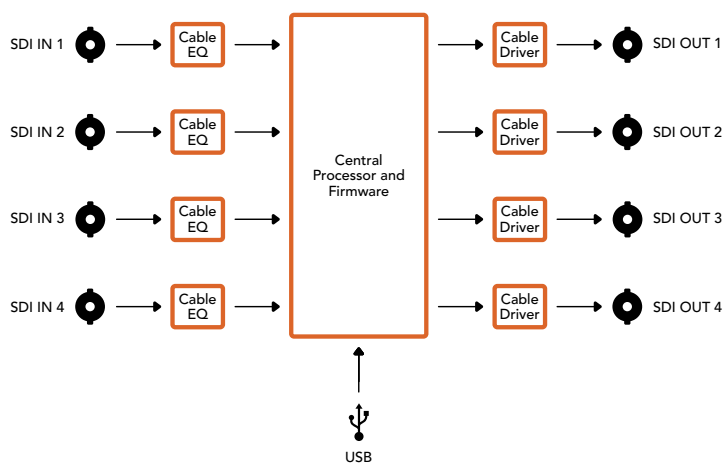 SDI IN 1
Cable
EQ
Cable
Driver
SDI OUT 1
SDI IN 2
Cable
EQ
Cable
Driver
SDI OUT 2
Central
Processor and
Firmware
SDI IN 3
Cable
EQ
Cable
Driver
SDI OUT 3
SDI IN 4
Cable
EQ
Cable
Driver
SDI OUT 4
USB